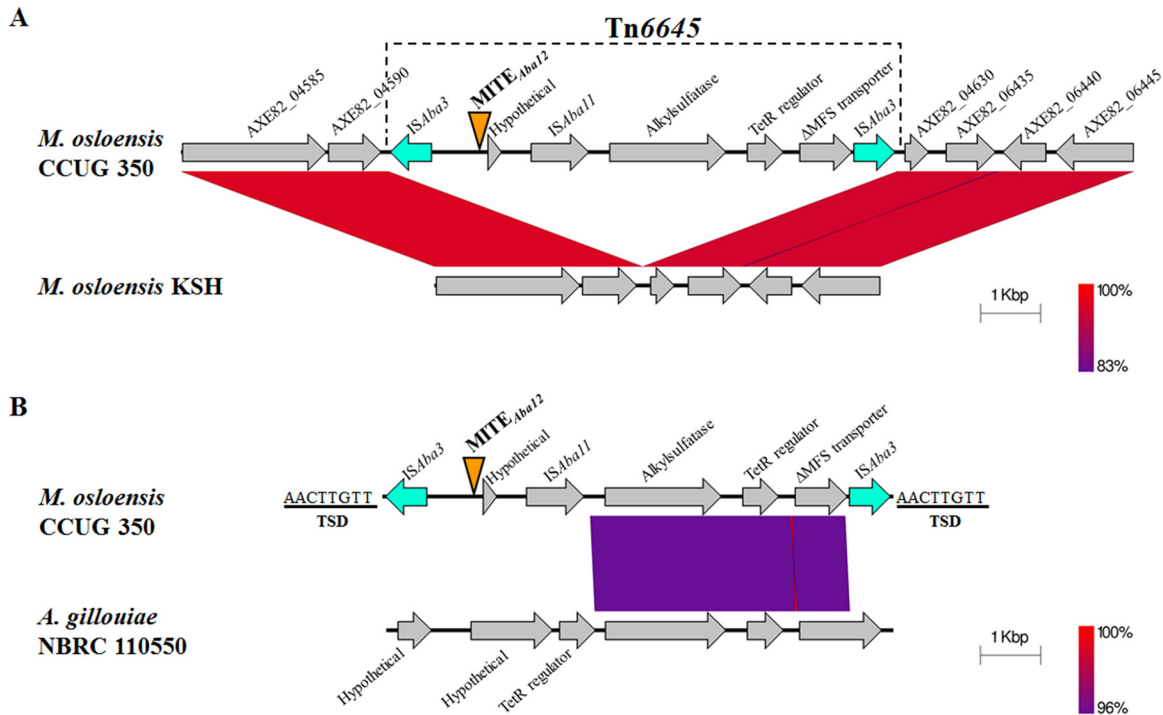 A
Tn6645
AXE82_04585
AXE82_04590
ISAba3
MITEAba12
Hypothetical
ISAba11
Alkylsulfatase
TetR regulator
ΔMFS transporter
ISAba3
AXE82_04630
AXE82_06435
AXE82_06440
AXE82_06445
M. osloensis
CCUG 350
M. osloensis KSH
1 Kbp
100%
83%
B
ISAba3
MITEAba12
Hypothetical
ISAba11
Alkylsulfatase
TetR regulator
ΔMFS transporter
ISAba3
M. osloensis
CCUG 350
AACTTGTT
TSD
AACTTGTT
TSD
A. gillouiae
NBRC 110550
Hypothetical
Hypothetical
TetR regulator
1 Kbp
100%
96%